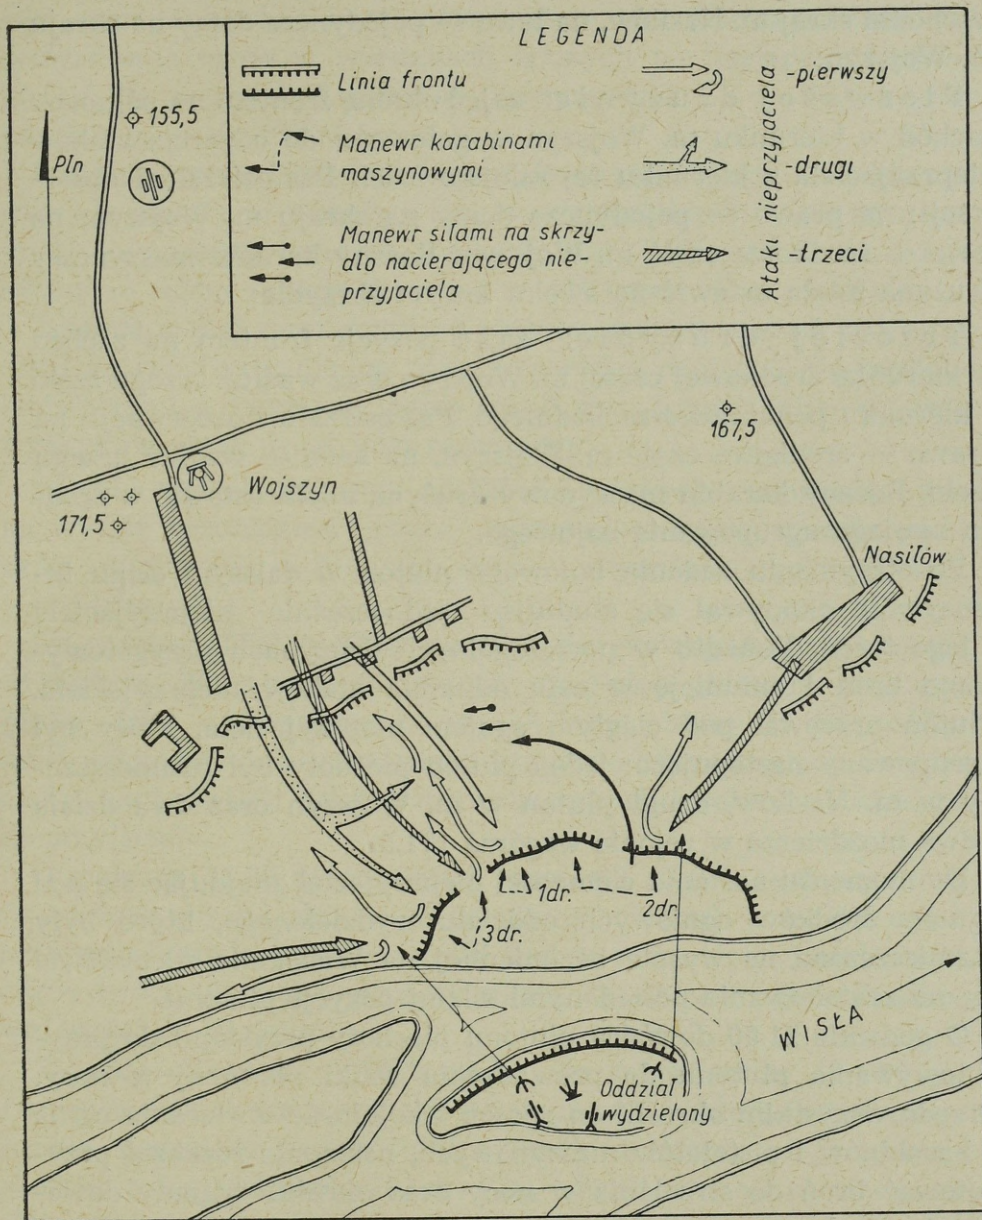 LEGENDA
Linia frontu
Manewr karabinami
maszynowymi
Manewr siłami na skrzy-
dło nacierającego nie-
przyjaciela
Ataki nieprzyjaciela
-pierwszy
-drugi
-trzeci
155,5
Płn
167,5
Wojszyn
171,5
Nasiłów
1dr.
2dr.
3dr.
WISŁA
Oddział
wydzielony